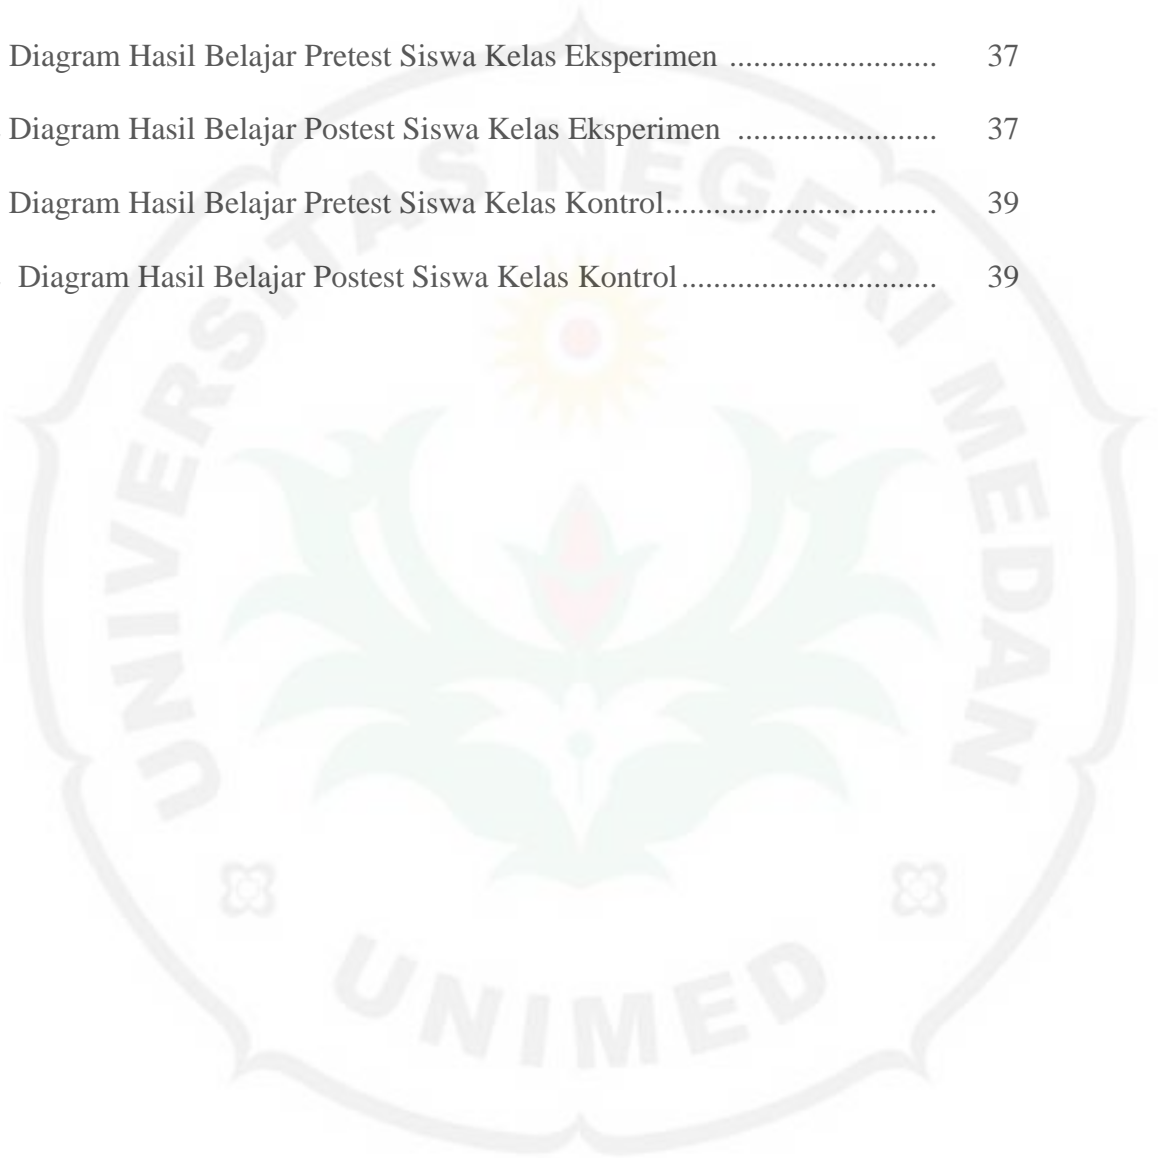 Diagram Hasil Belajar Pretest Siswa Kelas Eksperimen .......................... 37
Diagram Hasil Belajar Postest Siswa Kelas Eksperimen ......................... 37
Diagram Hasil Belajar Pretest Siswa Kelas Kontrol.................................. 39
Diagram Hasil Belajar Postest Siswa Kelas Kontrol................................ 39
UNIVERSITAS NEGERI MEDAN
UNIMED